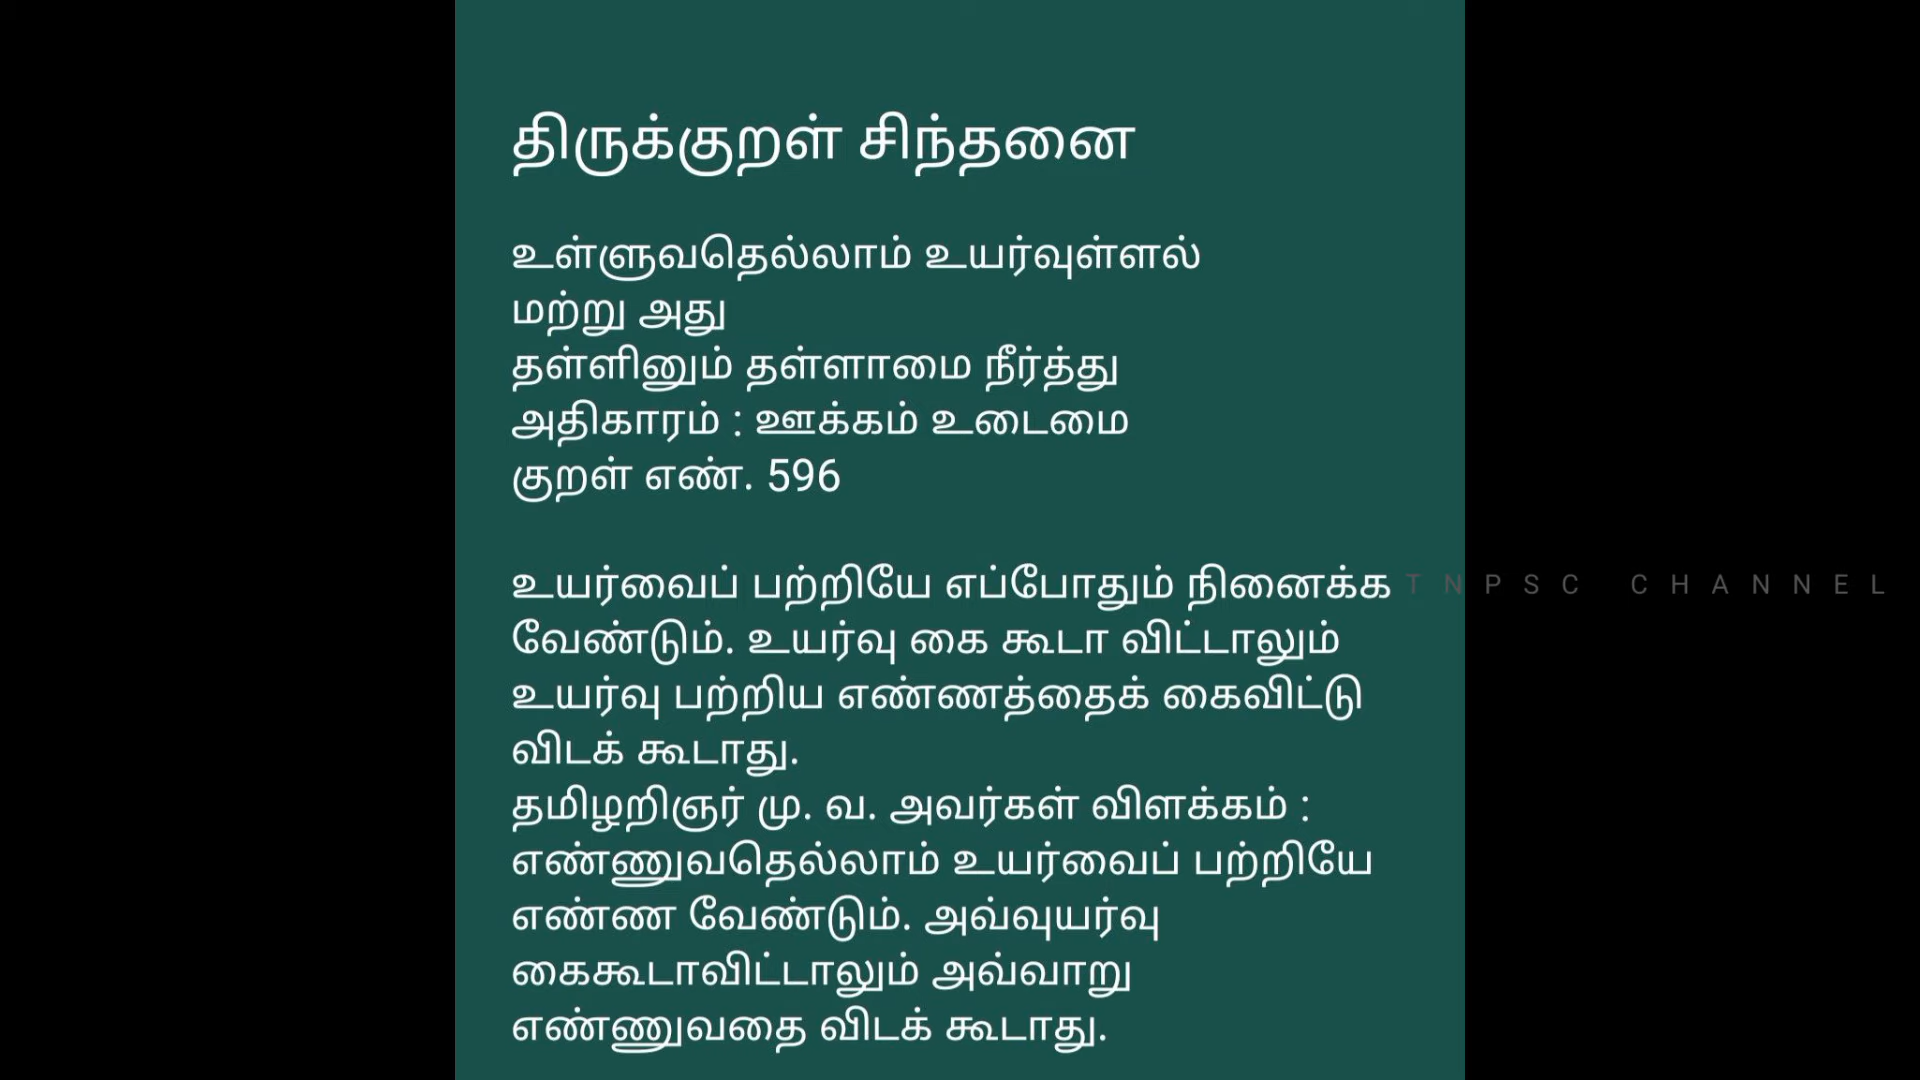 திருக்குறள் சிந்தனை
உள்ளுவதெல்லாம் உயர்வுள்ளல்
மற்று அது
தள்ளினும் தள்ளாமை நீர்த்து
அதிகாரம் : ஊக்கம் உடைமை
குறள் எண். 596
உயர்வைப் பற்றியே எப்போதும் நினைக்க
வேண்டும். உயர்வு கை கூடா விட்டாலும்
உயர்வு பற்றிய எண்ணத்தைக் கைவிட்டு
விடக் கூடாது.
தமிழறிஞர் மு. வ. அவர்கள் விளக்கம் :
எண்ணுவதெல்லாம் உயர்வைப் பற்றியே
எண்ண வேண்டும். அவ்வுயர்வு
கைகூடாவிட்டாலும் அவ்வாறு
எண்ணுவதை விடக் கூடாது.
TNPSC CHANNEL